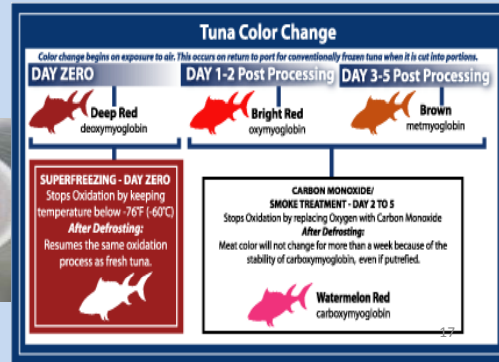 Tuna Color Change
Color change begins on exposure to air. This occurs on return to port for conventionally frozen tuna when it is cut into portions.
DAY ZERO
DAY 1-2 Post Processing
DAY 3-5 Post Processing
Deep Red
deoxymyoglobin
Bright Red
oxymyoglobin
Brown
metmyoglobin
SUPERFREEZING - DAY ZERO
Stops Oxidation by keeping
temperature below -76°F (-60°C)
After Defrosting:
Resumes the same oxidation
process as fresh tuna.
CARBON MONOXIDE/
SMOKE TREATMENT - DAY 2 TO 5
Stops Oxidation by replacing Oxygen with Carbon Monoxide
After Defrosting:
Meat color will not change for more than a week because of the
stability of carboxymyoglobin, even if putrefied.
Watermelon Red
carboxymyoglobin
17